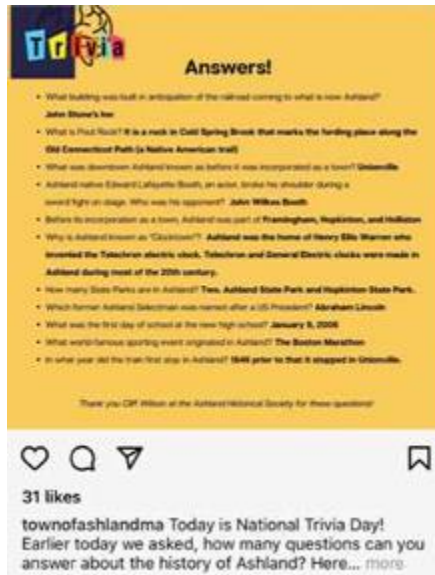 Trivia
Answers!
• What building was built in anticipation of the railroad coming to what is now Ashland?
John Stone's Inn
• What is Pout Rock? It is a rock in Cold Spring Brook that marks the fording place along the
Old Connecticut Path (a Native American trail)
• What was downtown Ashland known as before it was incorporated as a town? Unionville
• Ashland native Edward Lafayette Booth, an actor, broke his shoulder during a
sword fight on stage. Who was his opponent? John Wilkes Booth
• Before its incorporation as a town, Ashland was part of Framingham, Hopkinton, and Holliston
• Why is Ashland known as "Clocktown"? Ashland was the home of Henry Ellis Warren who
invented the Telechron electric clock. Telechron and General Electric clocks were made in
Ashland during most of the 20th century.
• How many State Parks are in Ashland? Two. Ashland State Park and Hopkinton State Park.
• Which former Ashland Selectman was named after a US President? Abraham Lincoln
• What was the first day of school at the new high school? January 9, 2006
• What world-famous sporting event originated in Ashland? The Boston Marathon
• In what year did the train first stop in Ashland? 1846 prior to that it stopped in Unionville.
Thank you Cliff Wilson at the Ashland Historical Society for these questions!
31 likes
townofashlandma Today is National Trivia Day!
Earlier today we asked, how many questions can you
answer about the history of Ashland? Here... more